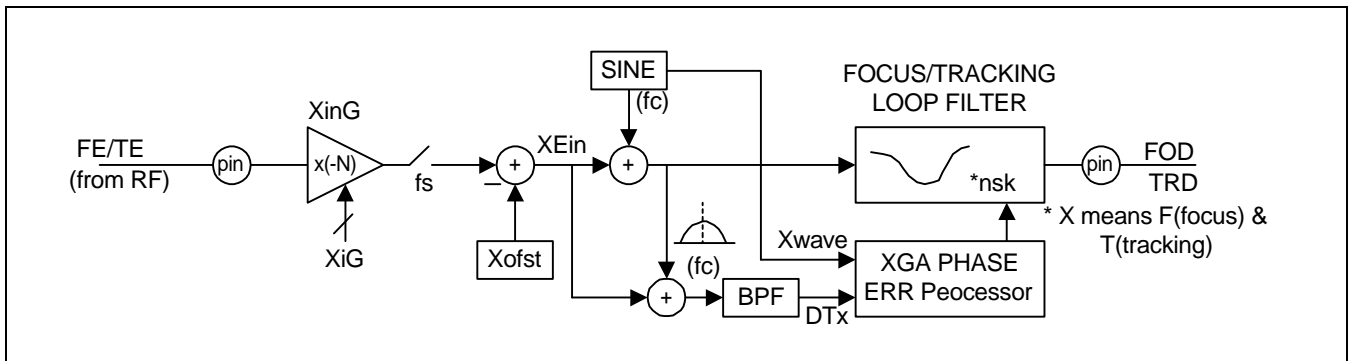 SINE
(fc)
FOCUS/TRACKING
LOOP FILTER
XinG
FE/TE
(from RF)
pin
x(-N)
fs
–
+
XEin
+
*nsk
pin
FOD
TRD
* X means F(focus) &
T(tracking)
XiG
Xofst
(fc)
Xwave
+
BPF
DTx
XGA PHASE
ERR Peocessor